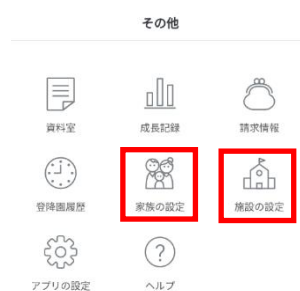 その他
資料室 成長記録 請求情報
登降園履歴 家族の設定 施設の設定
アプリの設定 ヘルプ